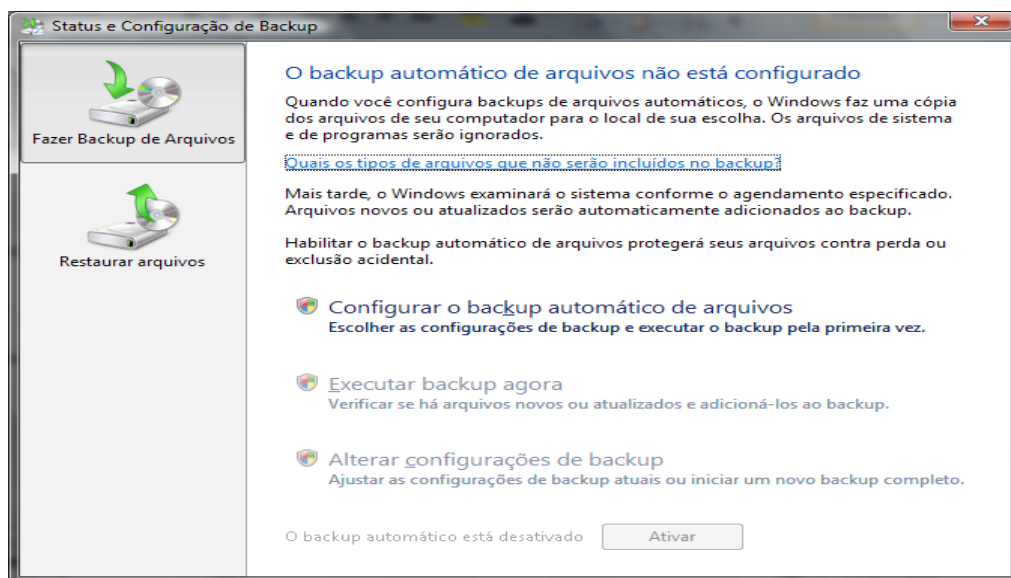 Status e Configuração de Backup
Fazer Backup de Arquivos
Restaurar arquivos
O backup automático de arquivos não está configurado
Quando você configura backups de arquivos automáticos, o Windows faz uma cópia
dos arquivos de seu computador para o local de sua escolha. Os arquivos de sistema
e de programas serão ignorados.
Quais os tipos de arquivos que não serão incluídos no backup?
Mais tarde, o Windows examinará o sistema conforme o agendamento especificado.
Arquivos novos ou atualizados serão automaticamente adicionados ao backup.
Habilitar o backup automático de arquivos protegerá seus arquivos contra perda ou
exclusão acidental.
Configurar o backup automático de arquivos
Escolher as configurações de backup e executar o backup pela primeira vez.
Executar backup agora
Verificar se há arquivos novos ou atualizados e adicioná-los ao backup.
Alterar configurações de backup
Ajustar as configurações de backup atuais ou iniciar um novo backup completo.
O backup automático está desativado
Ativar